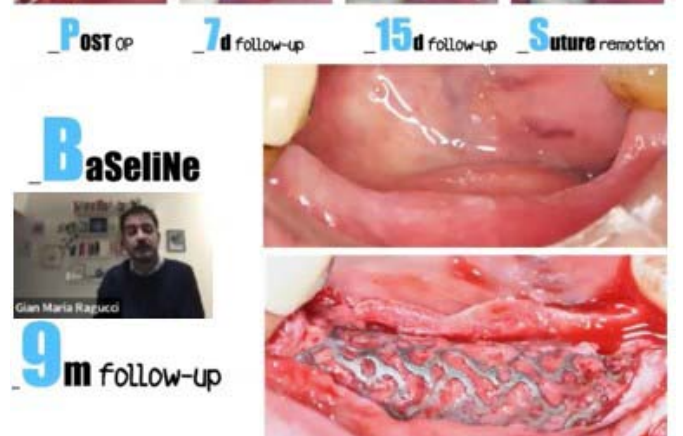 _Post op
_7d follow-up
_15d follow-up
_Suture remotion
_BaSeliNe
Gian Maria Ragucci
_9m follow-up